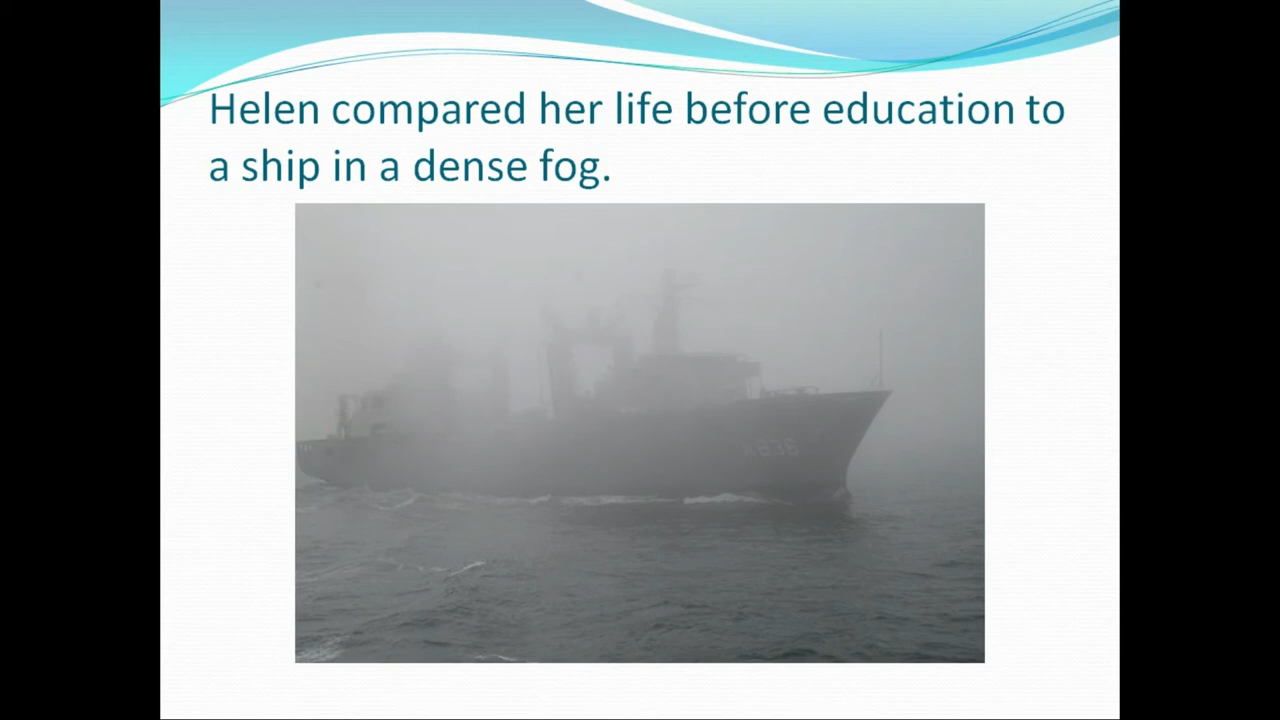 Helen compared her life before education to
a ship in a dense fog.